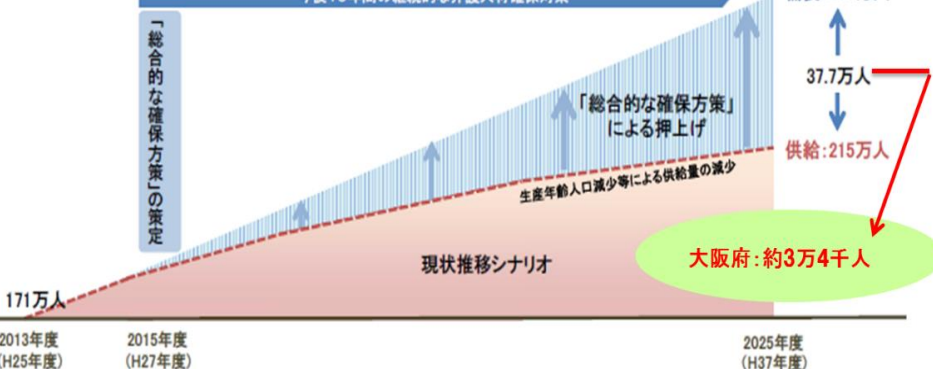 「総合的な確保方策」の策定
37.7万人
「総合的な確保方策」
による押上げ
供給:215万人
生産年齢人口減少等による供給量の減少
大阪府:約3万4千人
現状推移シナリオ
171万人
2013年度
(H25年度)
2015年度
(H27年度)
2025年度
(H37年度)